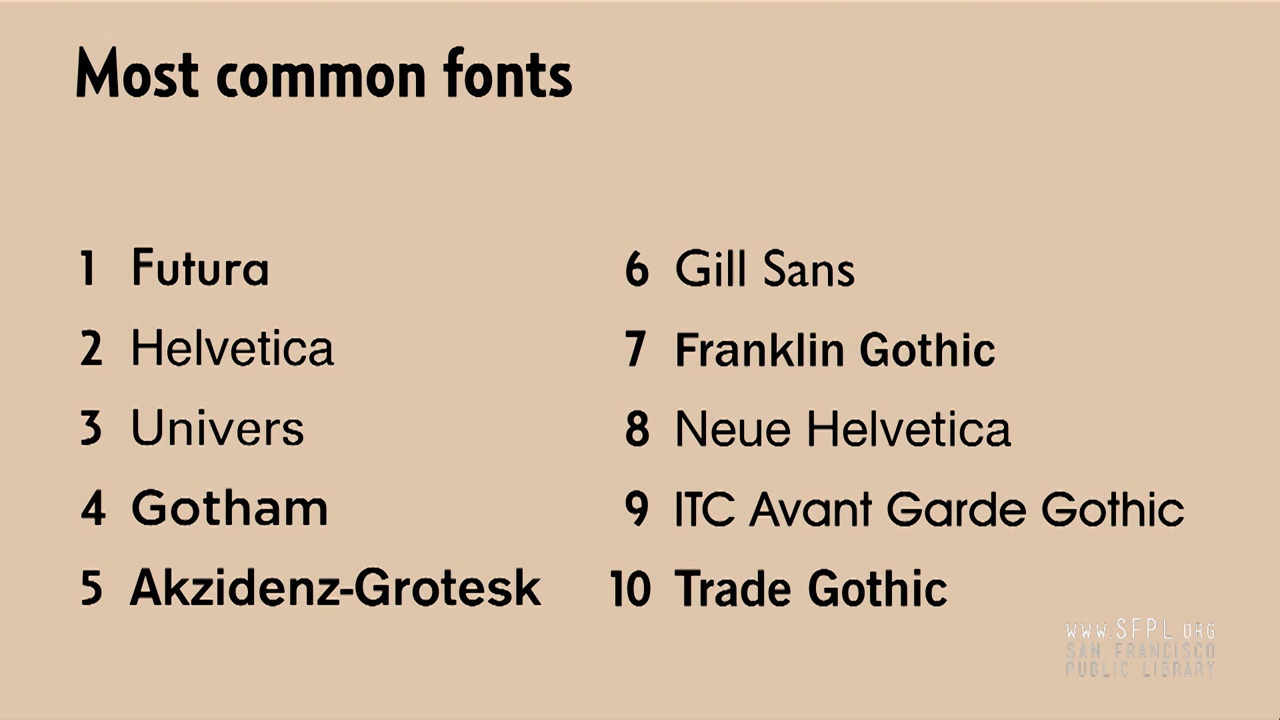 Most common fonts
1 Futura
2 Helvetica
3 Univers
4 Gotham
5 Akzidenz-Grotesk
6 Gill Sans
7 Franklin Gothic
8 Neue Helvetica
9 ITC Avant Garde Gothic
10 Trade Gothic
WWW.SFPL.ORG
SAN FRANCISCO
PUBLIC LIBRARY